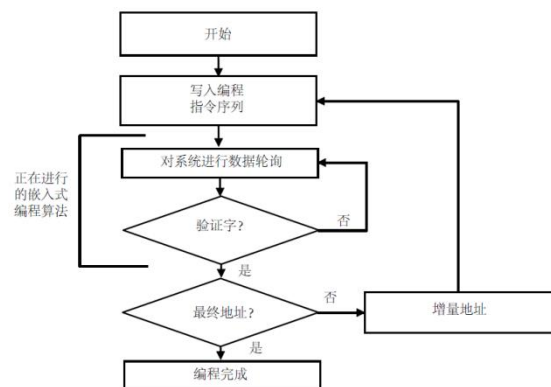 开始
写入编程
指令序列
对系统进行数据轮询
正在进行
的嵌入式
编程算法
验证字?
否
是
最终地址?
否
增量地址
是
编程完成